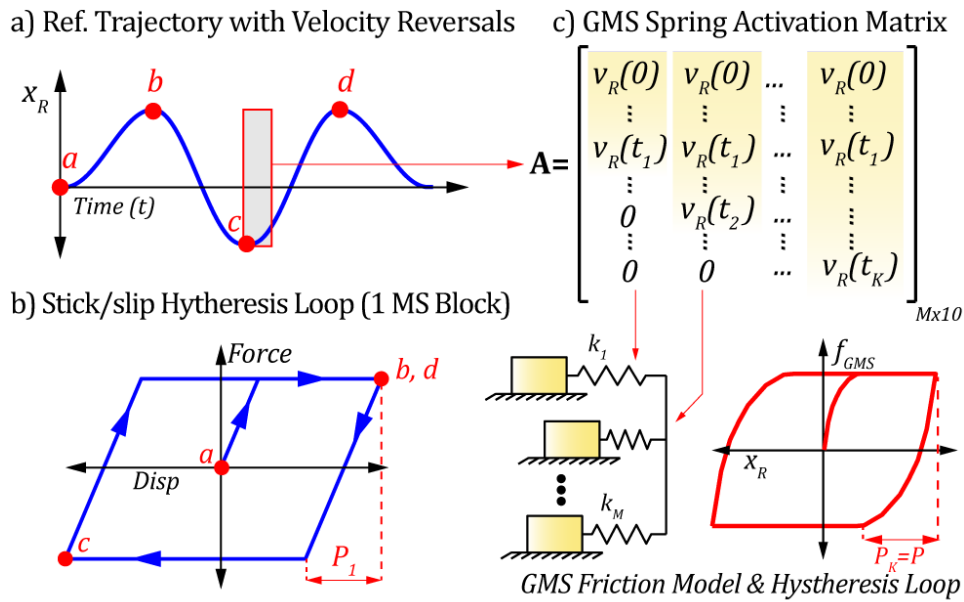 a) Ref. Trajectory with Velocity Reversals
x_R
a
b
c
d
Time (t)
b) Stick/slip Hytheresis Loop (1 MS Block)
Force
b, d
a
Disp
c
P_1
c) GMS Spring Activation Matrix
A=
v_R(0) v_R(0) ... v_R(0)
⋮ ⋮ ⋮
v_R(t_1) v_R(t_1) ... v_R(t_1)
⋮ ⋮ ⋮
0 v_R(t_2) ... ⋮
⋮ ⋮ ⋮ ⋮
0 0 ... v_R(t_K)
Mx10
k_1
k_M
f_GMS
x_R
P_K=P
GMS Friction Model & Hystheresis Loop